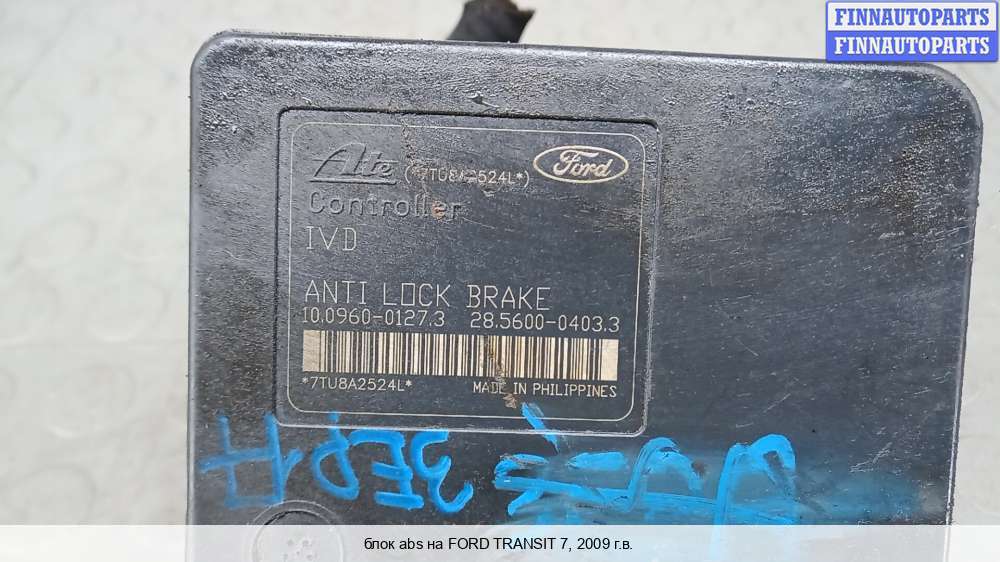 FINNAUTOPARTS
FINNAUTOPARTS
Ate (*7TU8A2524L*) Ford
Controller
IVD
ANTI LOCK BRAKE
10.0960-0127.3 28.5600-0403.3
*7TU8A2524L* MADE IN PHILIPPINES
блок abs на FORD TRANSIT 7, 2009 г.в.